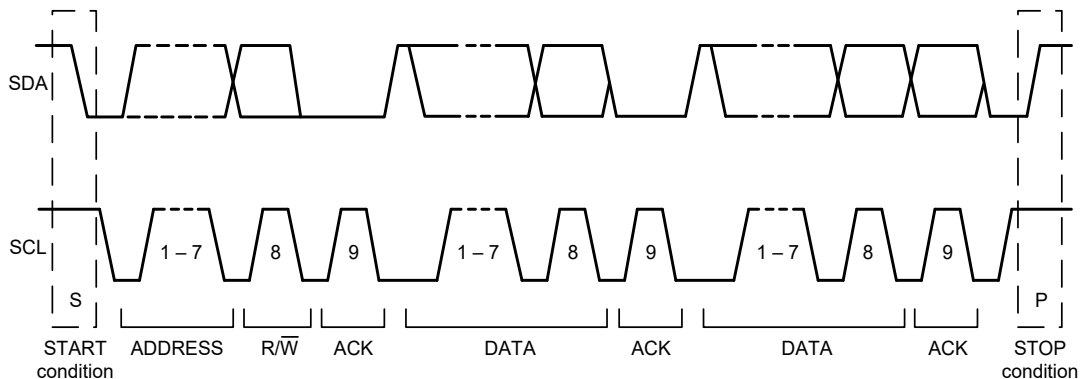 SDA
SCL
1 – 7
8
9
1 – 7
8
9
1 – 7
8
9
S
P
START
condition
ADDRESS
R/W̅
ACK
DATA
ACK
DATA
ACK
STOP
condition